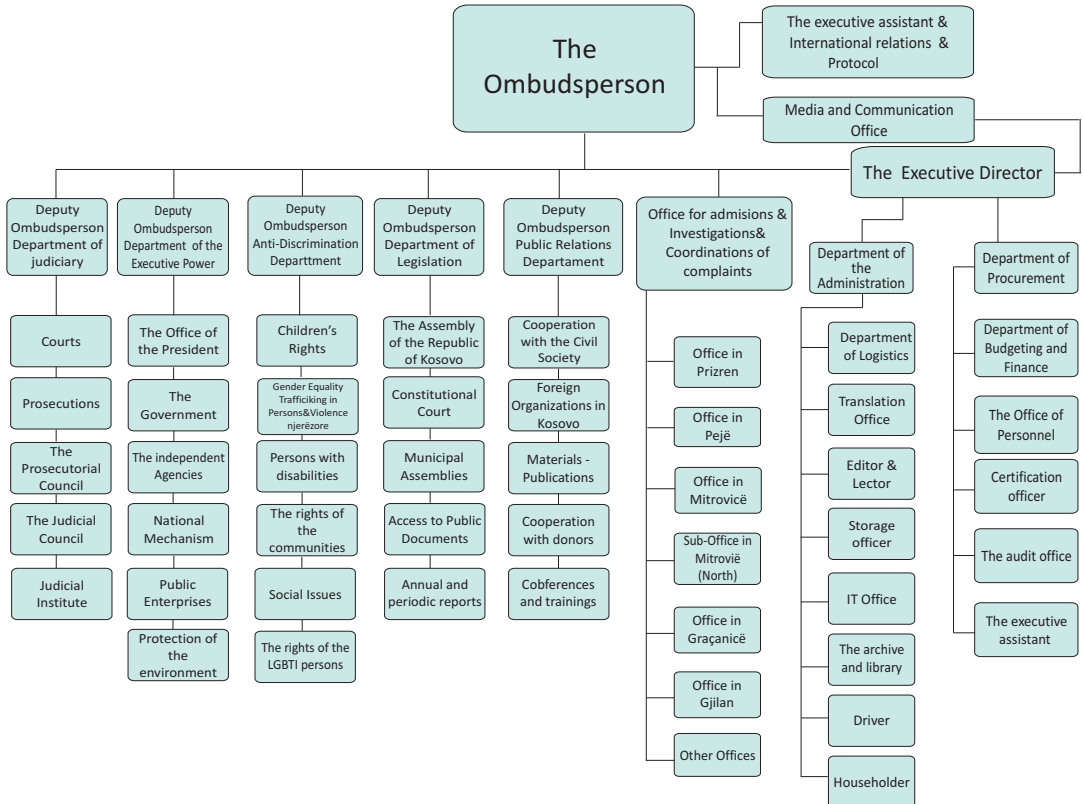 The
Ombudsperson
The executive assistant &
International relations &
Protocol
Media and Communication
Office
The Executive Director
Deputy
Ombudsperson
Department of
judiciary
Courts
Prosecutions
The
Prosecutorial
Council
The Judicial
Council
Judicial
Institute
Deputy
Ombudsperson
Department of the
Executive Power
The Office of
the President
The
Government
The independent
Agencies
National
Mechanism
Public
Enterprises
Protection of
the
environment
Deputy
Ombudsperson
Anti-Discrimination
Departtment
Children's
Rights
Gender Equality
Trafficiking in
Persons&Violence
njerëzore
Persons with
disabilities
The rights of
the
communities
Social Issues
The rights of the
LGBTI persons
Deputy
Ombudsperson
Department of
Legislation
The Assembly
of the Republic
of Kosovo
Constitutional
Court
Municipal
Assemblies
Access to Public
Documents
Annual and
periodic reports
Deputy
Ombudsperson
Public Relations
Departament
Cooperation
with the Civil
Society
Foreign
Organizations in
Kosovo
Materials -
Publications
Cooperation
with donors
Cobferences
and trainings
Office for admisions &
Investigations&
Coordinations of
complaints
Office in
Prizren
Office in
Pejë
Office in
Mitrovicë
Sub-Office in
Mitrovië
(North)
Office in
Graçanicë
Office in
Gjilan
Other Offices
Department of
the
Administration
Department
of Logistics
Translation
Office
Editor &
Lector
Storage
officer
IT Office
The archive
and library
Driver
Householder
Department of
Procurement
Department of
Budgeting and
Finance
The Office of
Personnel
Certification
officer
The audit office
The executive
assistant